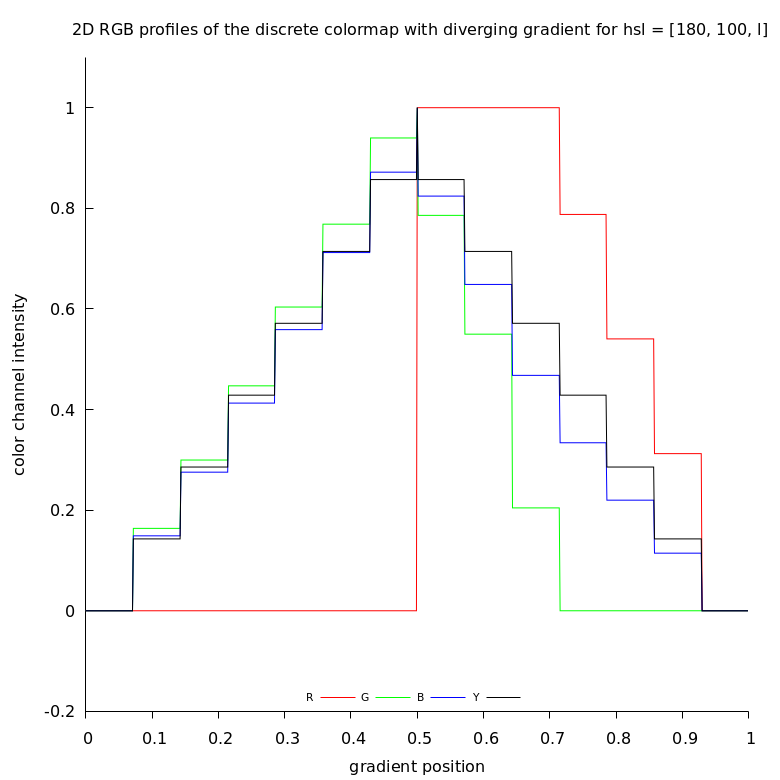 2D RGB profiles of the discrete colormap with diverging gradient for hsl = [180, 100, l]
1
0.8
0.6
0.4
0.2
0
-0.2
color channel intensity
R G B Y
0 0.1 0.2 0.3 0.4 0.5 0.6 0.7 0.8 0.9 1
gradient position